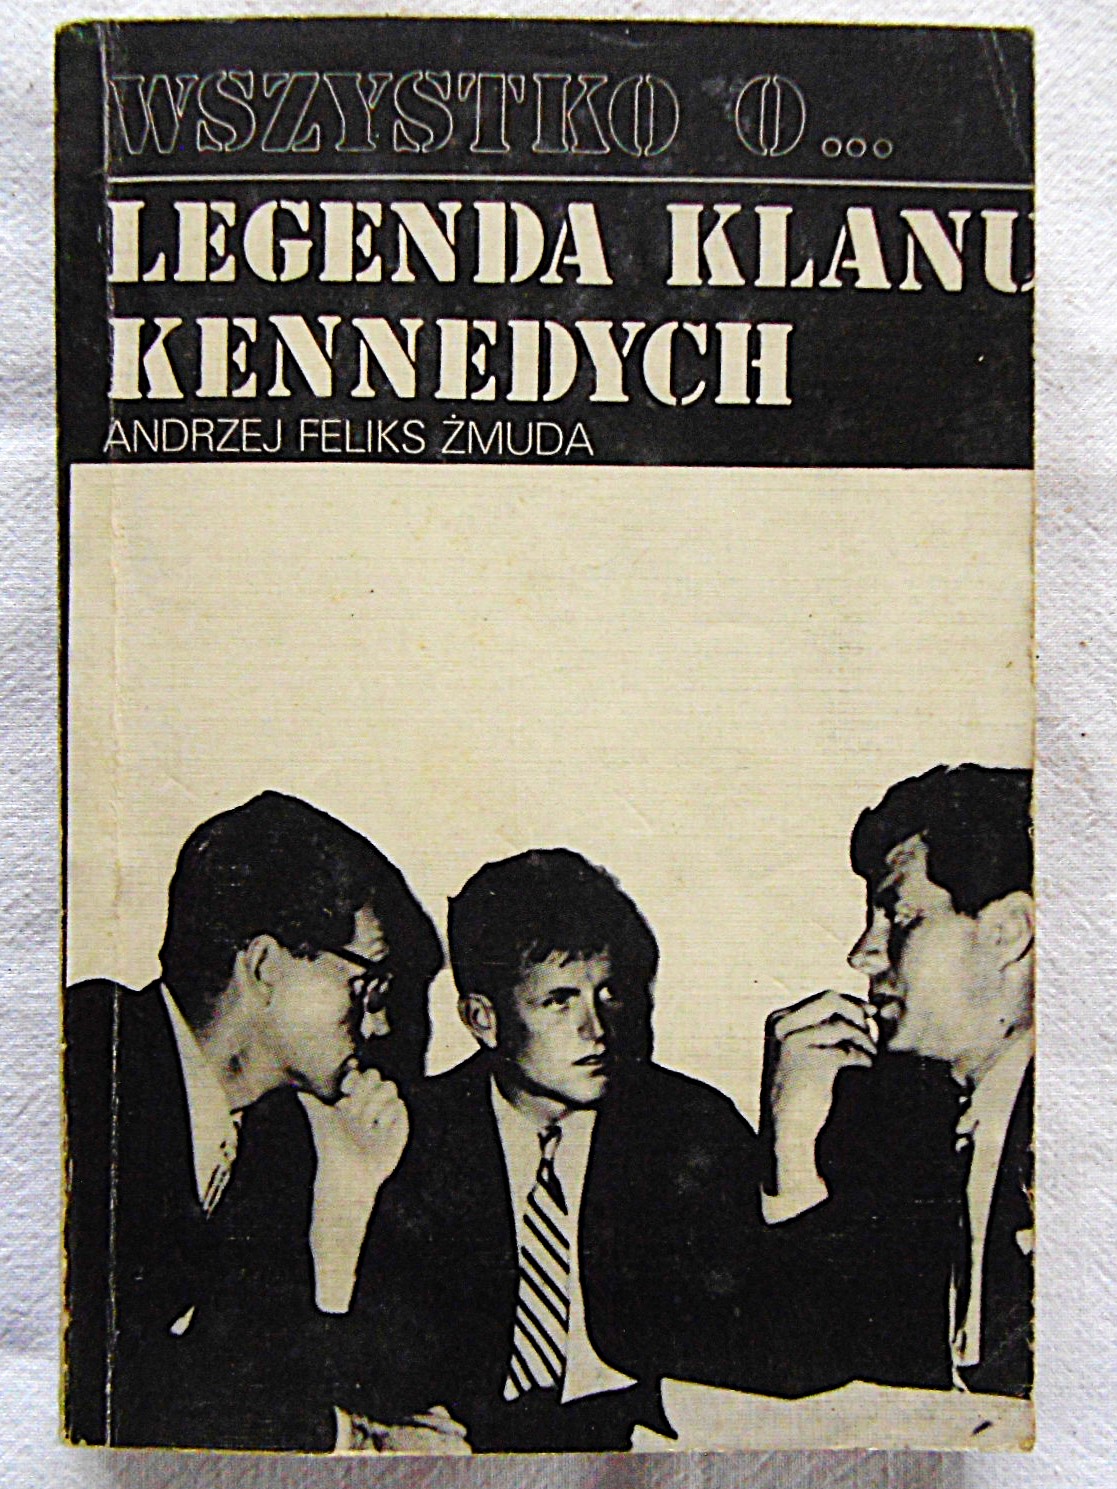 WSZYSTKO O...
LEGENDA KLANU
KENNEDYCH
ANDRZEJ FELIKS ŻMUDA